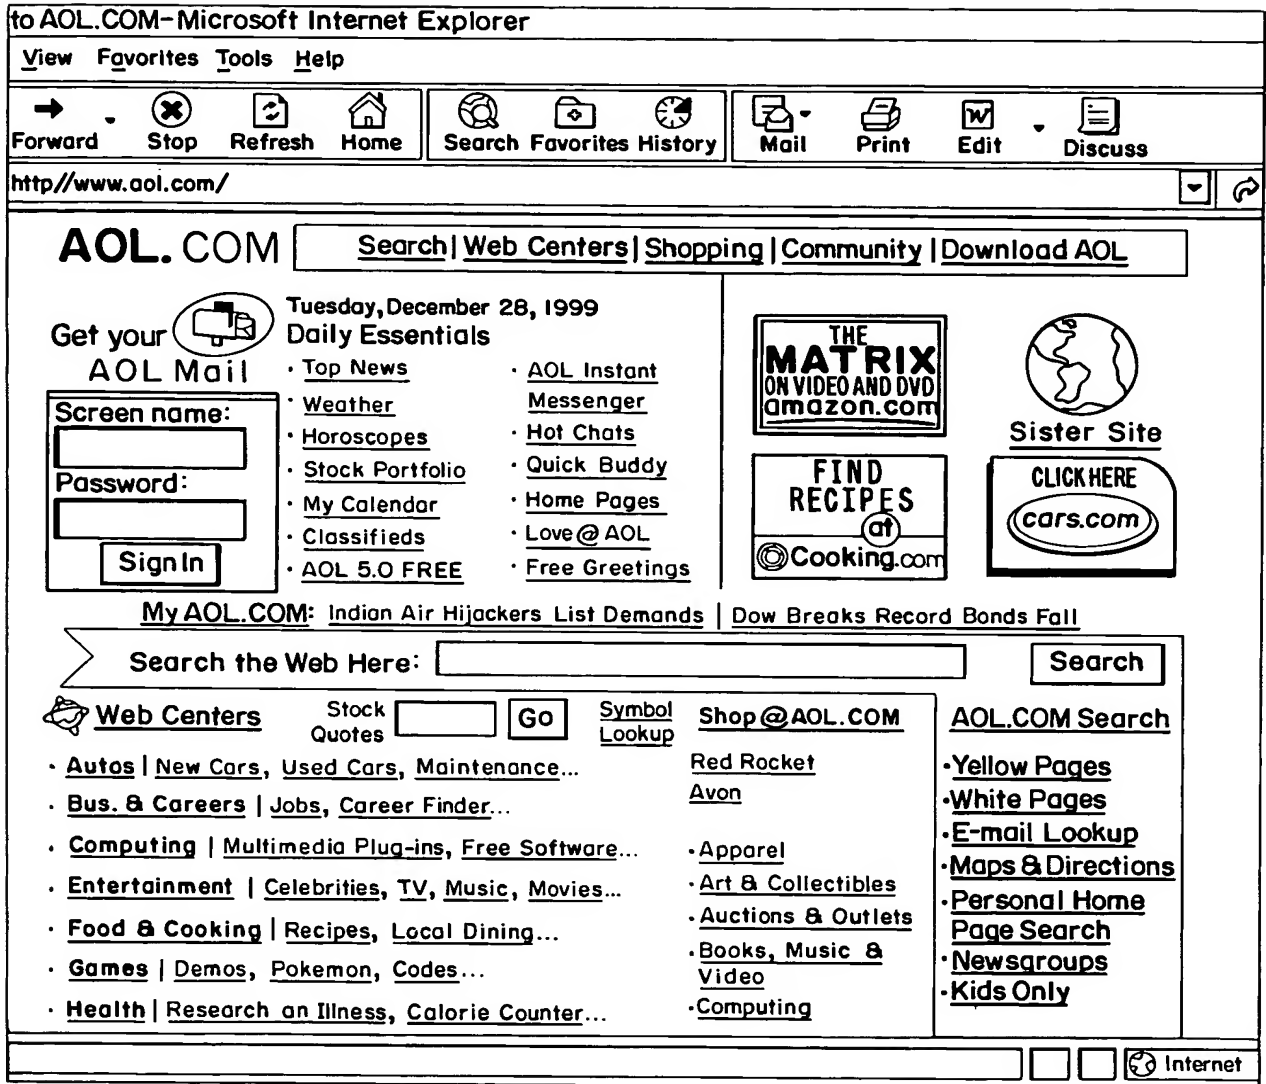 to AOL.COM-Microsoft Internet Explorer
View Favorites Tools Help
Forward Stop Refresh Home Search Favorites History Mail Print Edit Discuss
http//www.aol.com/
AOL.COM Search | Web Centers | Shopping | Community | Download AOL
Get your
AOL Mail
Screen name:
Password:
Sign In
Tuesday, December 28, 1999
Daily Essentials
· Top News
· Weather
· Horoscopes
· Stock Portfolio
· My Calendar
· Classifieds
· AOL 5.0 FREE
· AOL Instant
Messenger
· Hot Chats
· Quick Buddy
· Home Pages
· Love@AOL
· Free Greetings
THE
MATRIX
ON VIDEO AND DVD
amazon.com
Sister Site
FIND
RECIPES
at
Cooking.com
CLICK HERE
cars.com
My AOL.COM: Indian Air Hijackers List Demands | Dow Breaks Record Bonds Fall
Search the Web Here: Search
Web Centers
Stock
Quotes
Go
Symbol
Lookup
· Autos | New Cars, Used Cars, Maintenance...
· Bus. & Careers | Jobs, Career Finder...
· Computing | Multimedia Plug-ins, Free Software...
· Entertainment | Celebrities, TV, Music, Movies...
· Food & Cooking | Recipes, Local Dining...
· Games | Demos, Pokemon, Codes...
· Health | Research an Illness, Calorie Counter...
Shop@AOL.COM
Red Rocket
Avon
· Apparel
· Art & Collectibles
· Auctions & Outlets
· Books, Music &
Video
· Computing
AOL.COM Search
· Yellow Pages
· White Pages
· E-mail Lookup
· Maps & Directions
· Personal Home
Page Search
· Newsgroups
· Kids Only
Internet